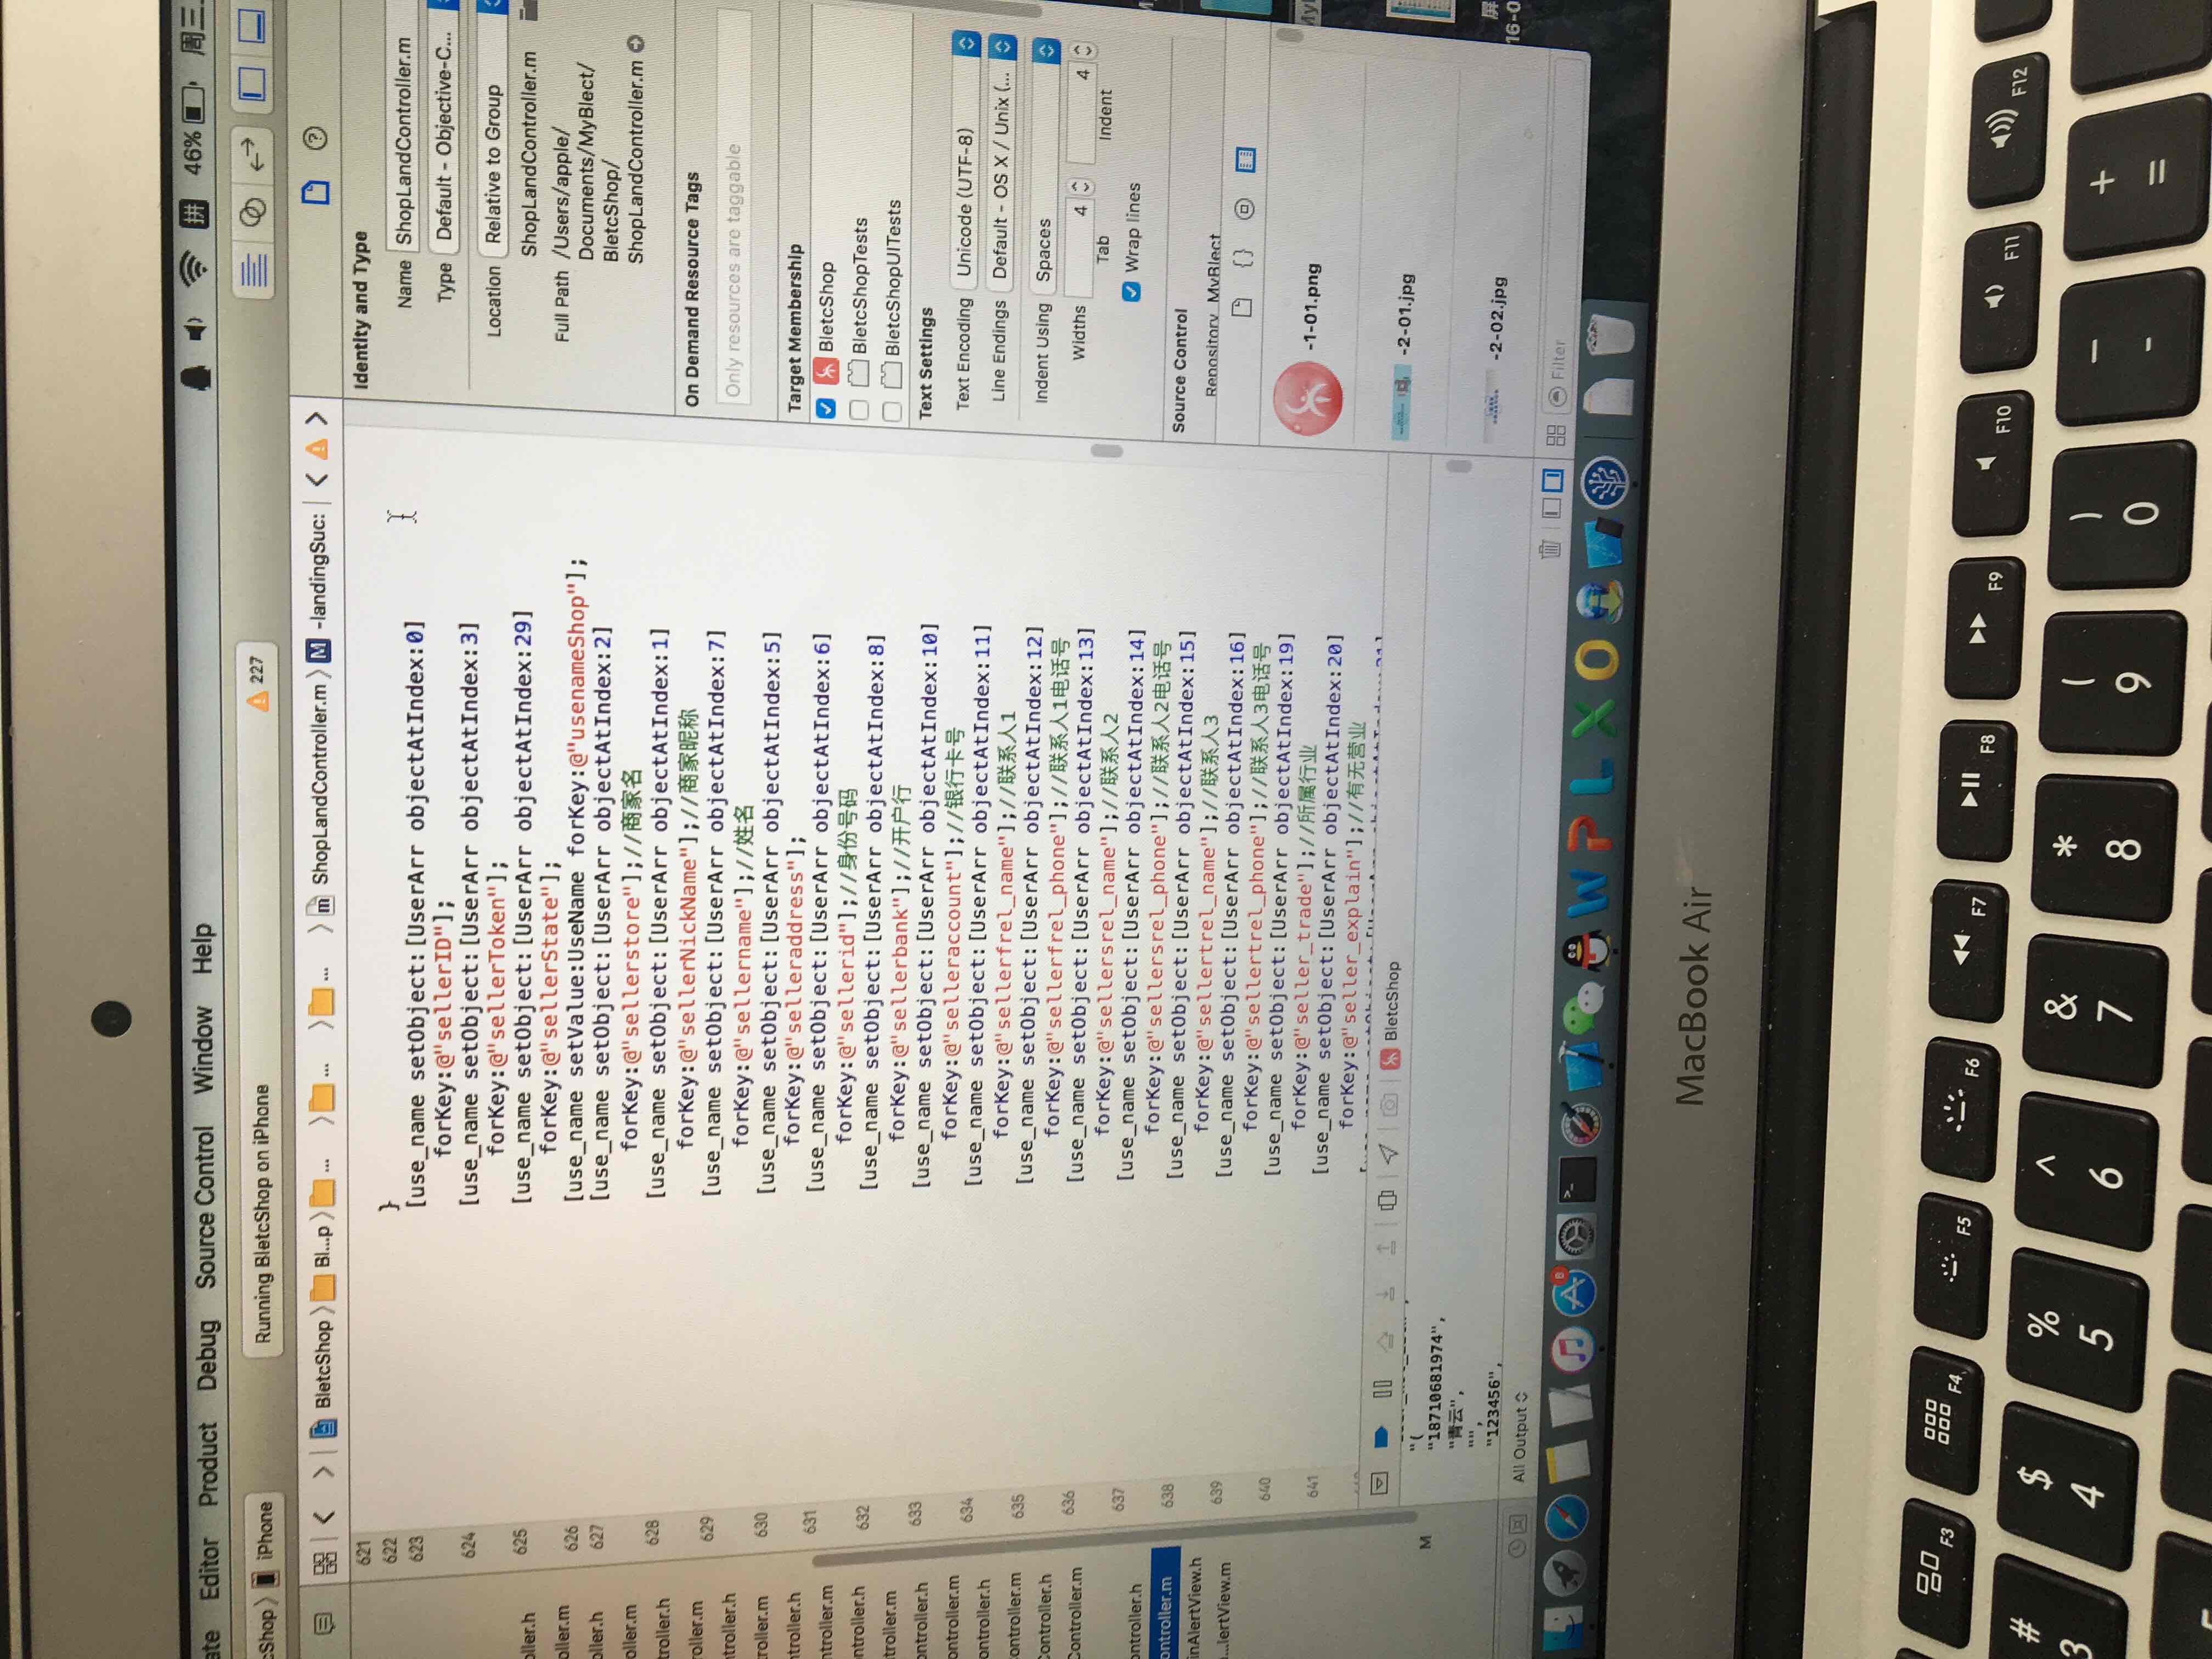 ate Editor Product Debug Source Control Window Help 拼 46% 周三
cShop 〉 iPhone Running BletcShop on iPhone 227
BletcShop 〉 Bl...p 〉 ... 〉 ... 〉 ... 〉 m ShopLandController.m 〉 M -landingSuc:
621
622 }
623 [use_name setObject:[UserArr objectAtIndex:0]
forKey:@"sellerID"];
624 [use_name setObject:[UserArr objectAtIndex:3]
forKey:@"sellerToken"];
625 [use_name setObject:[UserArr objectAtIndex:29]
forKey:@"sellerState"];
626 [use_name setValue:UseName forKey:@"usenameShop"];
627 [use_name setObject:[UserArr objectAtIndex:2]
forKey:@"sellerstore"];//商家名
628 [use_name setObject:[UserArr objectAtIndex:1]
forKey:@"sellerNickName"];//商家昵称
629 [use_name setObject:[UserArr objectAtIndex:7]
forKey:@"sellername"];//姓名
630 [use_name setObject:[UserArr objectAtIndex:5]
forKey:@"selleraddress"];
631 [use_name setObject:[UserArr objectAtIndex:6]
forKey:@"sellerid"];//身份号码
632 [use_name setObject:[UserArr objectAtIndex:8]
forKey:@"sellerbank"];//开户行
633 [use_name setObject:[UserArr objectAtIndex:10]
forKey:@"selleraccount"];//银行卡号
634 [use_name setObject:[UserArr objectAtIndex:11]
forKey:@"sellerfrel_name"];//联系人1
635 [use_name setObject:[UserArr objectAtIndex:12]
forKey:@"sellerfrel_phone"];//联系人1电话号
636 [use_name setObject:[UserArr objectAtIndex:13]
forKey:@"sellersrel_name"];//联系人2
637 [use_name setObject:[UserArr objectAtIndex:14]
forKey:@"sellersrel_phone"];//联系人2电话号
638 [use_name setObject:[UserArr objectAtIndex:15]
forKey:@"sellertrel_name"];//联系人3
639 [use_name setObject:[UserArr objectAtIndex:16]
forKey:@"sellertrel_phone"];//联系人3电话号
640 [use_name setObject:[UserArr objectAtIndex:19]
forKey:@"seller_trade"];//所属行业
641 [use_name setObject:[UserArr objectAtIndex:20]
forKey:@"seller_explain"];//有无营业
oller.h
oller.m
oller.h
oller.m
troller.h
roller.m
ntroller.h
roller.m
ntroller.h
ntroller.m
ontroller.h
troller.m
ontroller.h
ontroller.m
ontroller.h
ontroller.m
Controller.h
Controller.m
ontroller.h
ontroller.m
inAlertView.h
...lertView.m
M
Identity and Type
Name ShopLandController.m
Type Default - Objective-C...
Location Relative to Group
ShopLandController.m
Full Path /Users/apple/
Documents/MyBlect/
BletcShop/
ShopLandController.m
On Demand Resource Tags
Only resources are taggable
Target Membership
BletcShop
BletcShopTests
BletcShopUITests
Text Settings
Text Encoding Unicode (UTF-8)
Line Endings Default - OS X / Unix (...
Indent Using Spaces
Widths 4 4
Tab Indent
Wrap lines
Source Control
Repository MyBlect
{}
-1-01.png
-2-01.jpg
-2-02.jpg
Filter
BletcShop
"(
"18710681974",
"青云",
"",
"123456",
All Output
屏
16-0
8
W P L X O
MacBook Air
F3 F4 F5 F6 F7 F8 F9 F10 F11 F12
# $ % ^ & * ( ) – +
3 4 5 6 7 8 9 0 - =